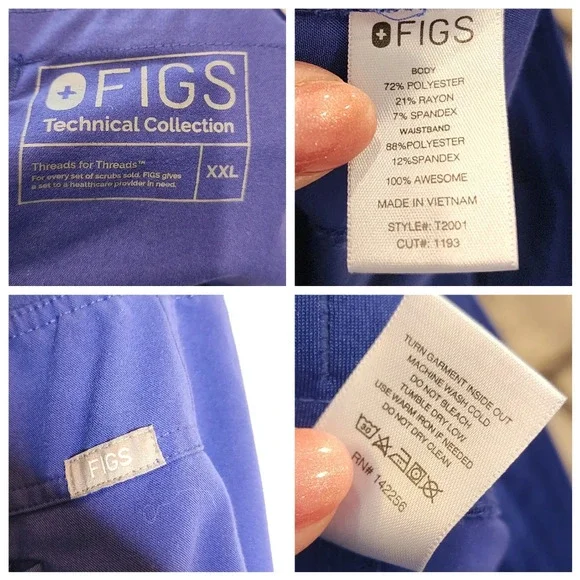 FIGS
Technical Collection
Threads for Threads™
For every set of scrubs sold, FIGS gives
a set to a healthcare provider in need.
XXL
FIGS
BODY
72% POLYESTER
21% RAYON
7% SPANDEX
WAISTBAND
88%POLYESTER
12%SPANDEX
100% AWESOME
MADE IN VIETNAM
STYLE#: T2001
CUT#: 1193
FIGS
TURN GARMENT INSIDE OUT
MACHINE WASH COLD
DO NOT BLEACH
TUMBLE DRY LOW
USE WARM IRON IF NEEDED
DO NOT DRY CLEAN
30
RN# 142256